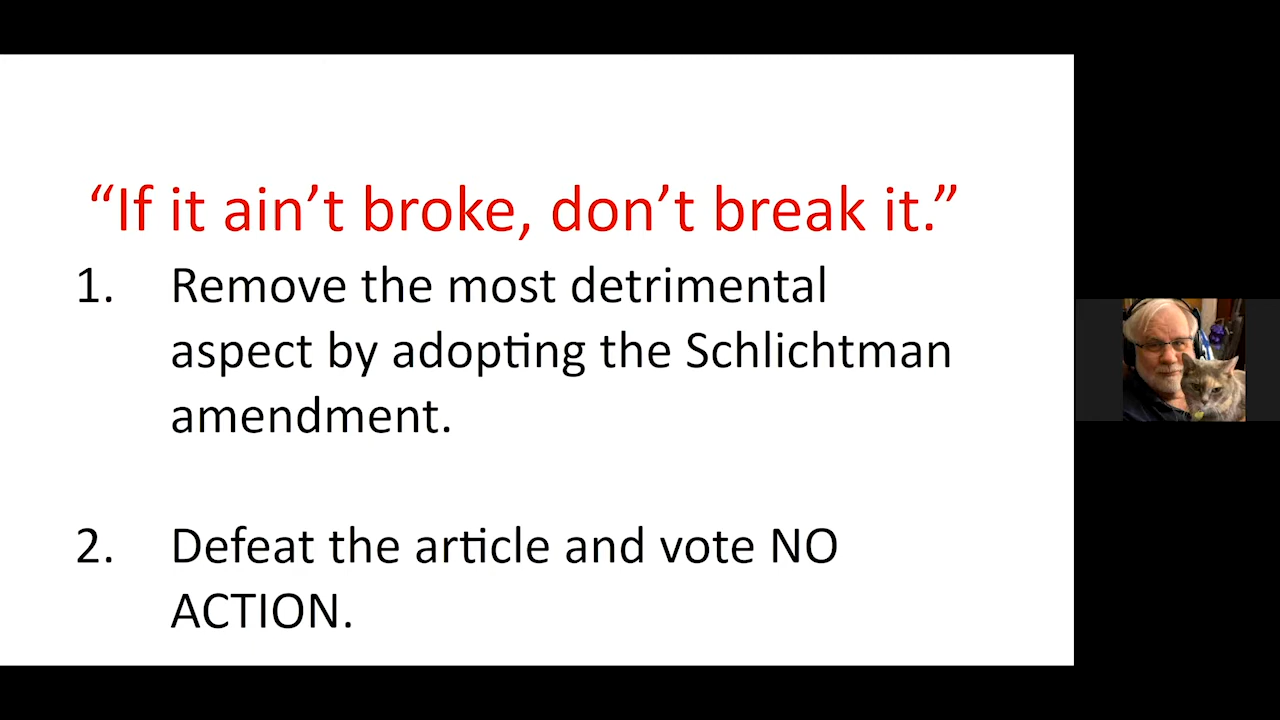 “If it ain’t broke, don’t break it.”
1. Remove the most detrimental
aspect by adopting the Schlichtman
amendment.
2. Defeat the article and vote NO
ACTION.